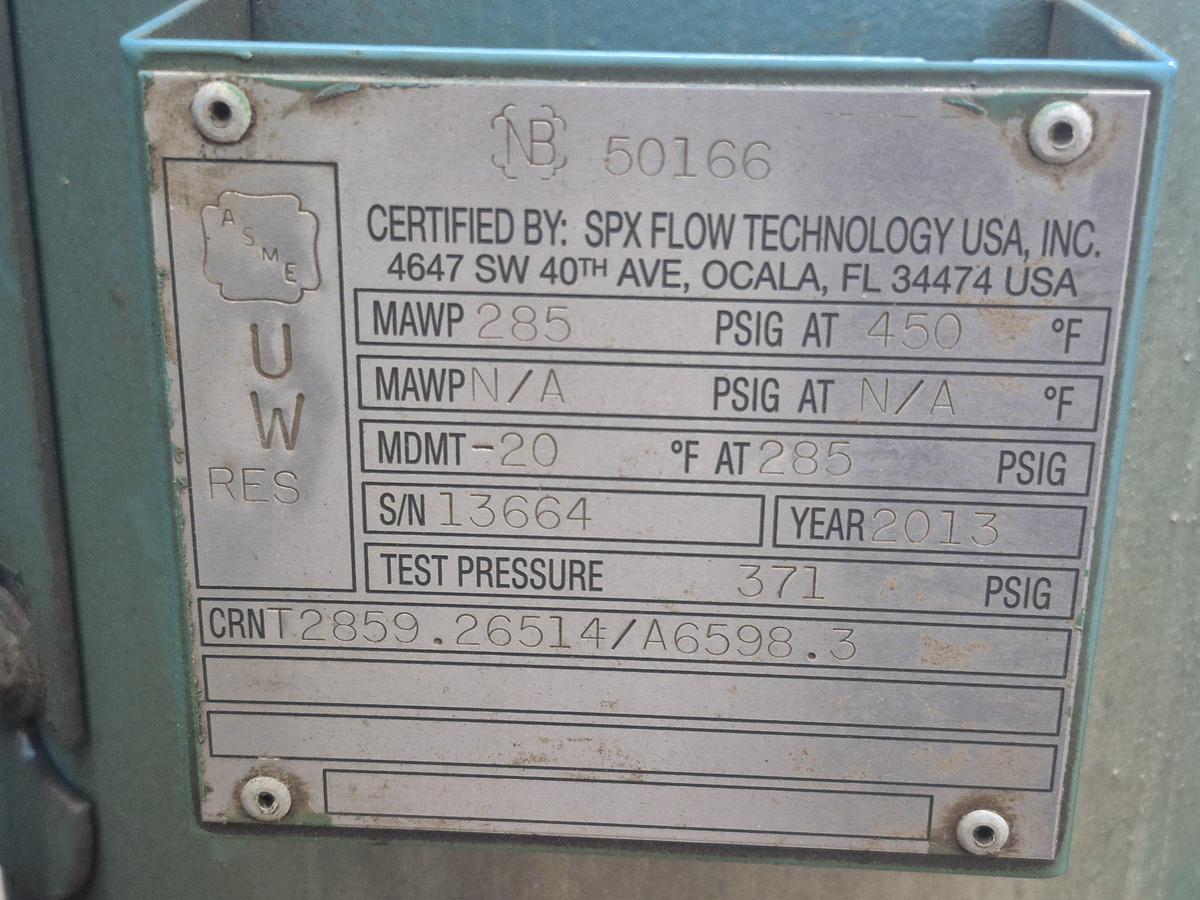 NB 50166
CERTIFIED BY: SPX FLOW TECHNOLOGY USA, INC.
4647 SW 40TH AVE, OCALA, FL 34474 USA
ASME
U
W
RES
MAWP 285 PSIG AT 450 °F
MAWP N/A PSIG AT N/A °F
MDMT -20 °F AT 285 PSIG
S/N 13664 YEAR 2013
TEST PRESSURE 371 PSIG
CRN T2859.26514/A6598.3